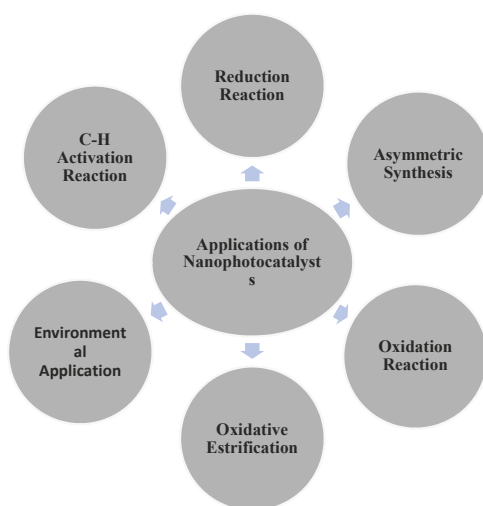 Reduction
Reaction
C-H
Activation
Reaction
Asymmetric
Synthesis
Applications of
Nanophotocatalyst
s
Environment
al
Application
Oxidation
Reaction
Oxidative
Estrification